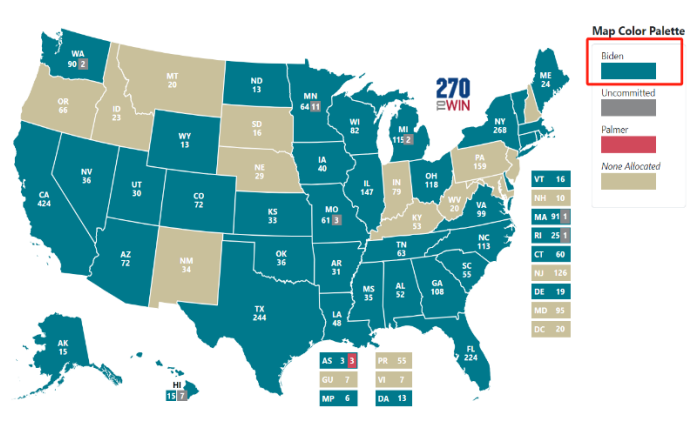 Map Color Palette
Biden
Uncommitted
Palmer
None Allocated
270
TO WIN
WA
90 2
OR
66
ID
23
MT
20
ND
13
SD
16
NE
29
WY
13
NV
36
UT
30
CO
72
CA
424
AZ
72
NM
34
KS
33
OK
36
TX
244
MN
64 11
IA
40
MO
61 3
AR
31
LA
48
WI
82
IL
147
MI
115 2
IN
79
OH
118
KY
53
TN
63
MS
35
AL
52
GA
108
FL
224
SC
55
NC
113
VA
99
WV
20
PA
159
NY
268
ME
24
VT 16
NH 10
MA 91 1
RI 25 1
CT 60
NJ 126
DE 19
MD 95
DC 20
AK
15
HI
15 7
AS 3 3
PR 55
GU 7
VI 7
MP 6
DA 13